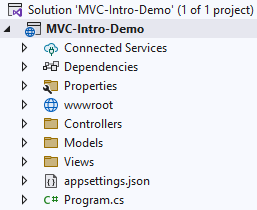 Solution 'MVC-Intro-Demo' (1 of 1 project)
MVC-Intro-Demo
Connected Services
Dependencies
Properties
wwwroot
Controllers
Models
Views
appsettings.json
C# Program.cs